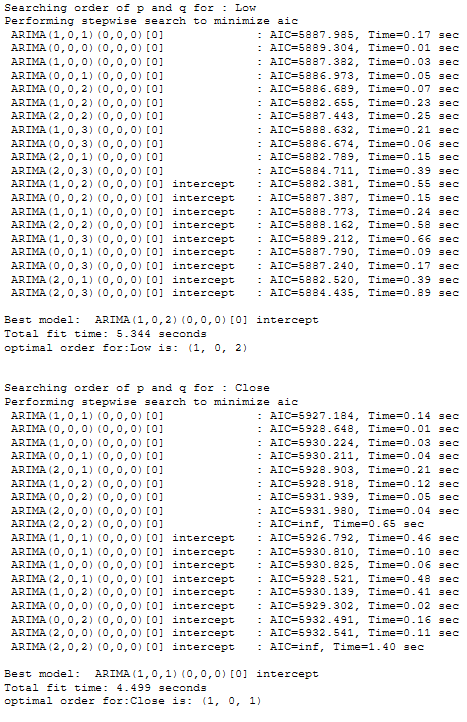 Searching order of p and q for : Low
Performing stepwise search to minimize aic
ARIMA(1,0,1)(0,0,0)[0] : AIC=5887.985, Time=0.17 sec
ARIMA(0,0,0)(0,0,0)[0] : AIC=5889.304, Time=0.01 sec
ARIMA(1,0,0)(0,0,0)[0] : AIC=5887.382, Time=0.03 sec
ARIMA(0,0,1)(0,0,0)[0] : AIC=5886.973, Time=0.05 sec
ARIMA(0,0,2)(0,0,0)[0] : AIC=5886.689, Time=0.07 sec
ARIMA(1,0,2)(0,0,0)[0] : AIC=5882.655, Time=0.23 sec
ARIMA(2,0,2)(0,0,0)[0] : AIC=5887.443, Time=0.25 sec
ARIMA(1,0,3)(0,0,0)[0] : AIC=5888.632, Time=0.21 sec
ARIMA(0,0,3)(0,0,0)[0] : AIC=5886.674, Time=0.06 sec
ARIMA(2,0,1)(0,0,0)[0] : AIC=5882.789, Time=0.15 sec
ARIMA(2,0,3)(0,0,0)[0] : AIC=5884.711, Time=0.39 sec
ARIMA(1,0,2)(0,0,0)[0] intercept : AIC=5882.381, Time=0.55 sec
ARIMA(0,0,2)(0,0,0)[0] intercept : AIC=5887.387, Time=0.15 sec
ARIMA(1,0,1)(0,0,0)[0] intercept : AIC=5888.773, Time=0.24 sec
ARIMA(2,0,2)(0,0,0)[0] intercept : AIC=5888.162, Time=0.58 sec
ARIMA(1,0,3)(0,0,0)[0] intercept : AIC=5889.212, Time=0.66 sec
ARIMA(0,0,1)(0,0,0)[0] intercept : AIC=5887.790, Time=0.09 sec
ARIMA(0,0,3)(0,0,0)[0] intercept : AIC=5887.240, Time=0.17 sec
ARIMA(2,0,1)(0,0,0)[0] intercept : AIC=5882.520, Time=0.39 sec
ARIMA(2,0,3)(0,0,0)[0] intercept : AIC=5884.435, Time=0.89 sec
Best model: ARIMA(1,0,2)(0,0,0)[0] intercept
Total fit time: 5.344 seconds
optimal order for:Low is: (1, 0, 2)
Searching order of p and q for : Close
Performing stepwise search to minimize aic
ARIMA(1,0,1)(0,0,0)[0] : AIC=5927.184, Time=0.14 sec
ARIMA(0,0,0)(0,0,0)[0] : AIC=5928.648, Time=0.01 sec
ARIMA(1,0,0)(0,0,0)[0] : AIC=5930.224, Time=0.03 sec
ARIMA(0,0,1)(0,0,0)[0] : AIC=5930.211, Time=0.04 sec
ARIMA(2,0,1)(0,0,0)[0] : AIC=5928.903, Time=0.21 sec
ARIMA(1,0,2)(0,0,0)[0] : AIC=5928.918, Time=0.12 sec
ARIMA(0,0,2)(0,0,0)[0] : AIC=5931.939, Time=0.05 sec
ARIMA(2,0,0)(0,0,0)[0] : AIC=5931.980, Time=0.04 sec
ARIMA(2,0,2)(0,0,0)[0] : AIC=inf, Time=0.65 sec
ARIMA(1,0,1)(0,0,0)[0] intercept : AIC=5926.792, Time=0.46 sec
ARIMA(0,0,1)(0,0,0)[0] intercept : AIC=5930.810, Time=0.10 sec
ARIMA(1,0,0)(0,0,0)[0] intercept : AIC=5930.825, Time=0.06 sec
ARIMA(2,0,1)(0,0,0)[0] intercept : AIC=5928.521, Time=0.48 sec
ARIMA(1,0,2)(0,0,0)[0] intercept : AIC=5930.139, Time=0.41 sec
ARIMA(0,0,0)(0,0,0)[0] intercept : AIC=5929.302, Time=0.02 sec
ARIMA(0,0,2)(0,0,0)[0] intercept : AIC=5932.491, Time=0.16 sec
ARIMA(2,0,0)(0,0,0)[0] intercept : AIC=5932.541, Time=0.11 sec
ARIMA(2,0,2)(0,0,0)[0] intercept : AIC=inf, Time=1.40 sec
Best model: ARIMA(1,0,1)(0,0,0)[0] intercept
Total fit time: 4.499 seconds
optimal order for:Close is: (1, 0, 1)